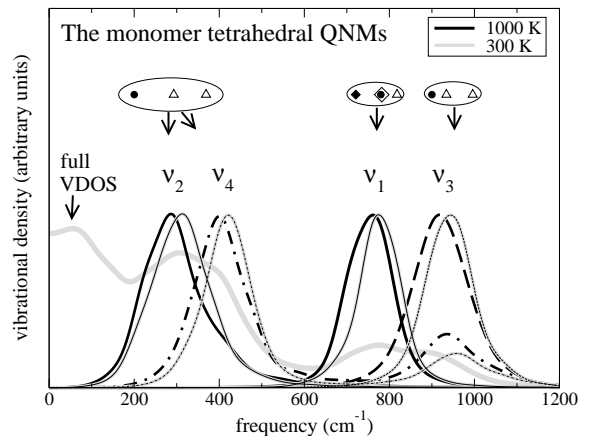 The monomer tetrahedral QNMs
1000 K
300 K
full
VDOS
ν2
ν4
ν1
ν3
vibrational density (arbitrary units)
0 200 400 600 800 1000 1200
frequency (cm-1)